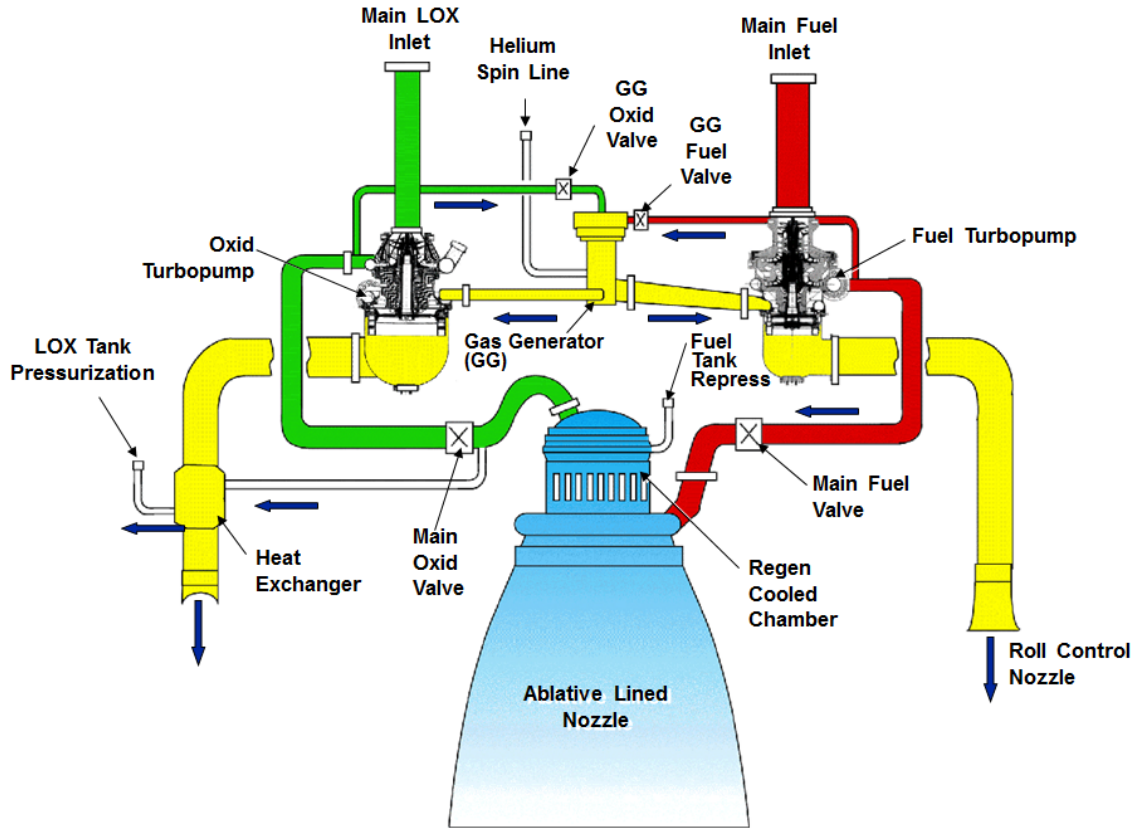 Main LOX
Inlet
Helium
Spin Line
GG
Oxid
Valve
GG
Fuel
Valve
Main Fuel
Inlet
Oxid
Turbopump
Fuel Turbopump
LOX Tank
Pressurization
Gas Generator
(GG)
Fuel
Tank
Repress
Main Fuel
Valve
Main
Oxid
Valve
Heat
Exchanger
Regen
Cooled
Chamber
Roll Control
Nozzle
Ablative Lined
Nozzle